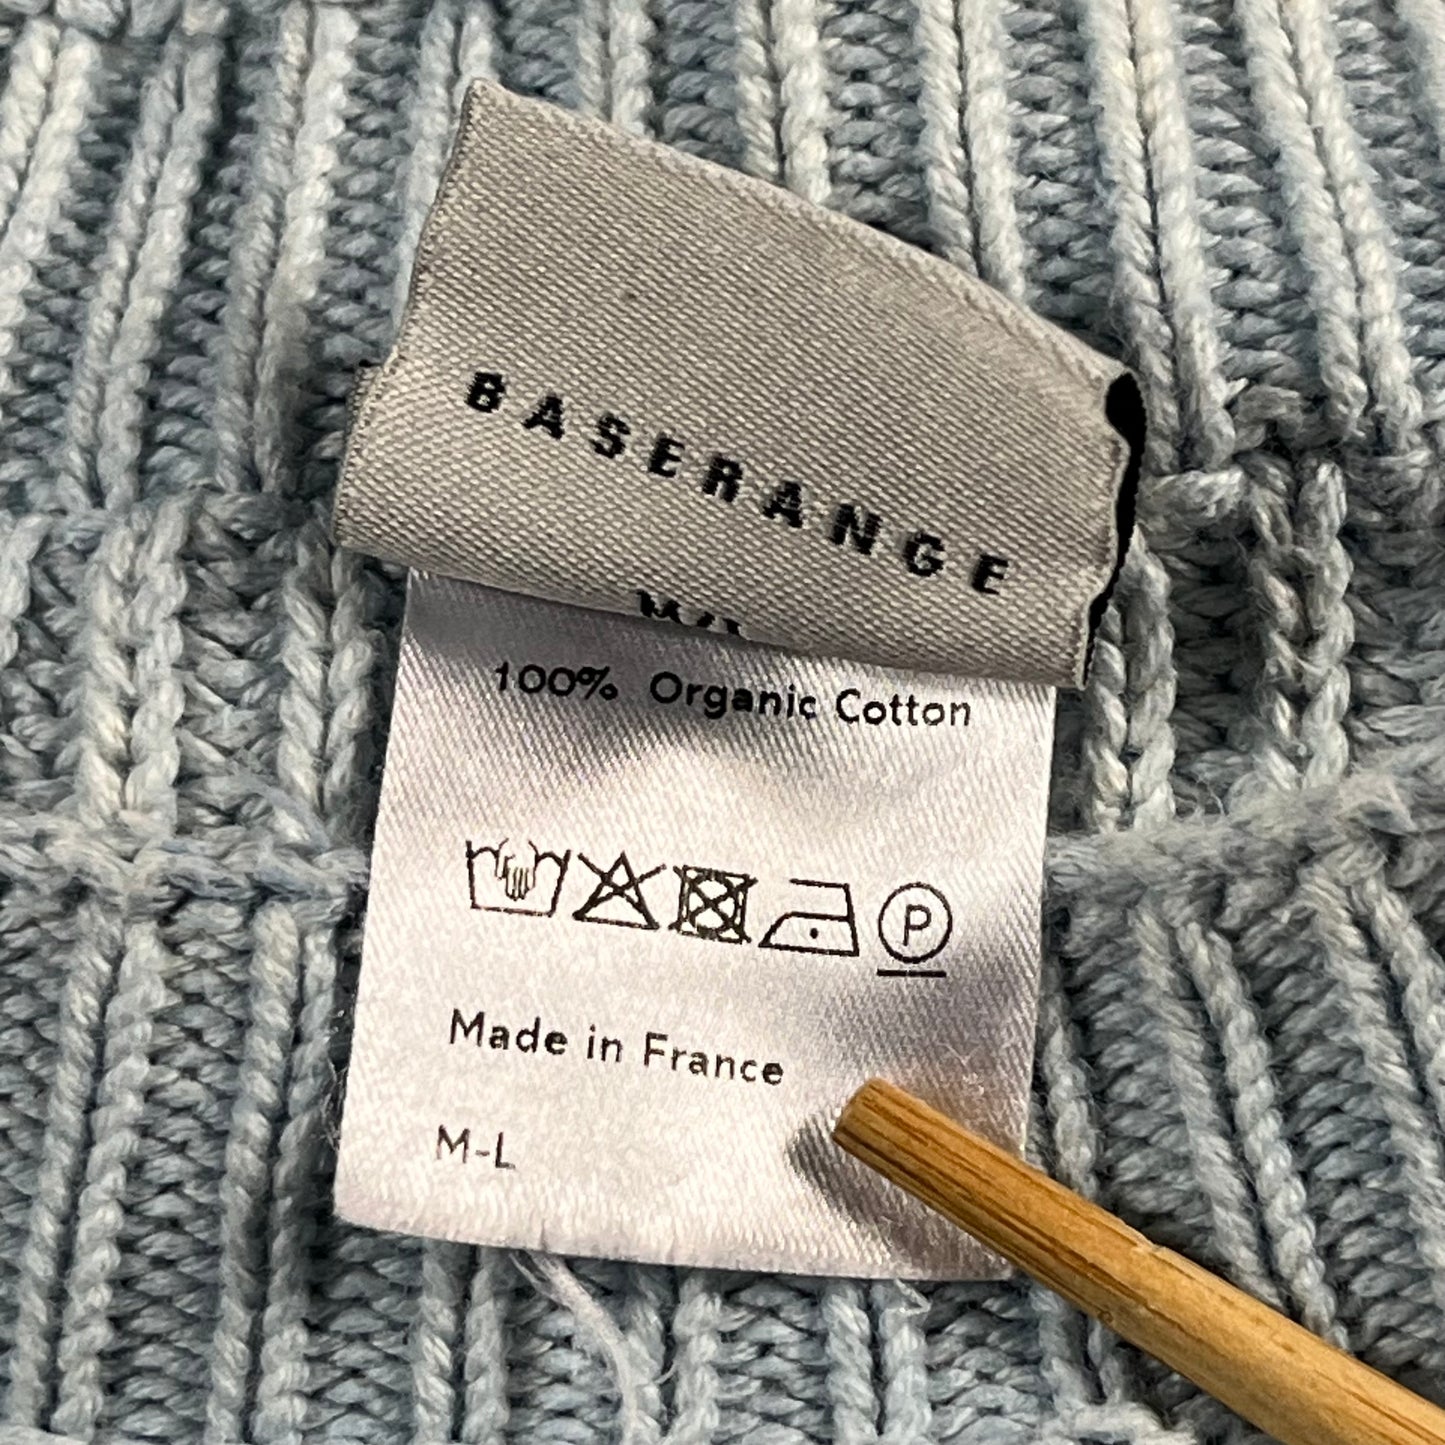 BASERANGE
100% Organic Cotton
P
Made in France
M-L